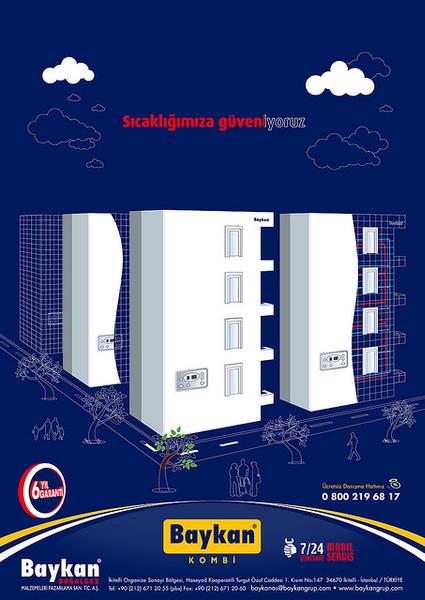 Sıcaklığımıza güveniyoruz
Baykan
Baykan
6 YIL GARANTİ
Ücretsiz Danışma Hattımız
0 800 219 68 17
Baykan
KOMBİ
7/24 MOBİL SERVİS
Baykan
DOĞALGAZ
MALZEMELERİ PAZARLAMA SAN. TİC. A.Ş.
İkitelli Organize Sanayi Bölgesi, Haseyad Kooperatifi Turgut Özal Caddesi 1. Kısım No:147 34670 İkitelli - İstanbul / TÜRKİYE
Tel: +90 (212) 671 20 55 (pbx) Fax: +90 (212) 671 20 60 baykanas@baykangrup.com • www.baykangrup.com